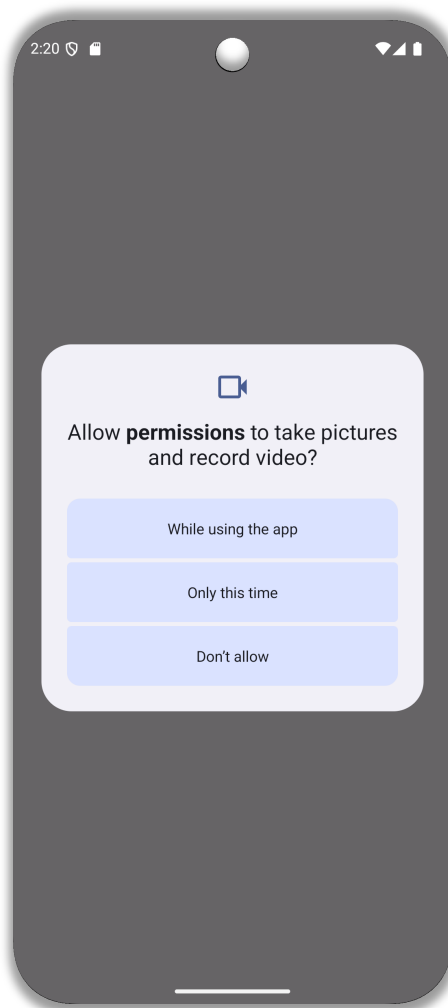 2:20
Allow permissions to take pictures
and record video?
While using the app
Only this time
Don’t allow